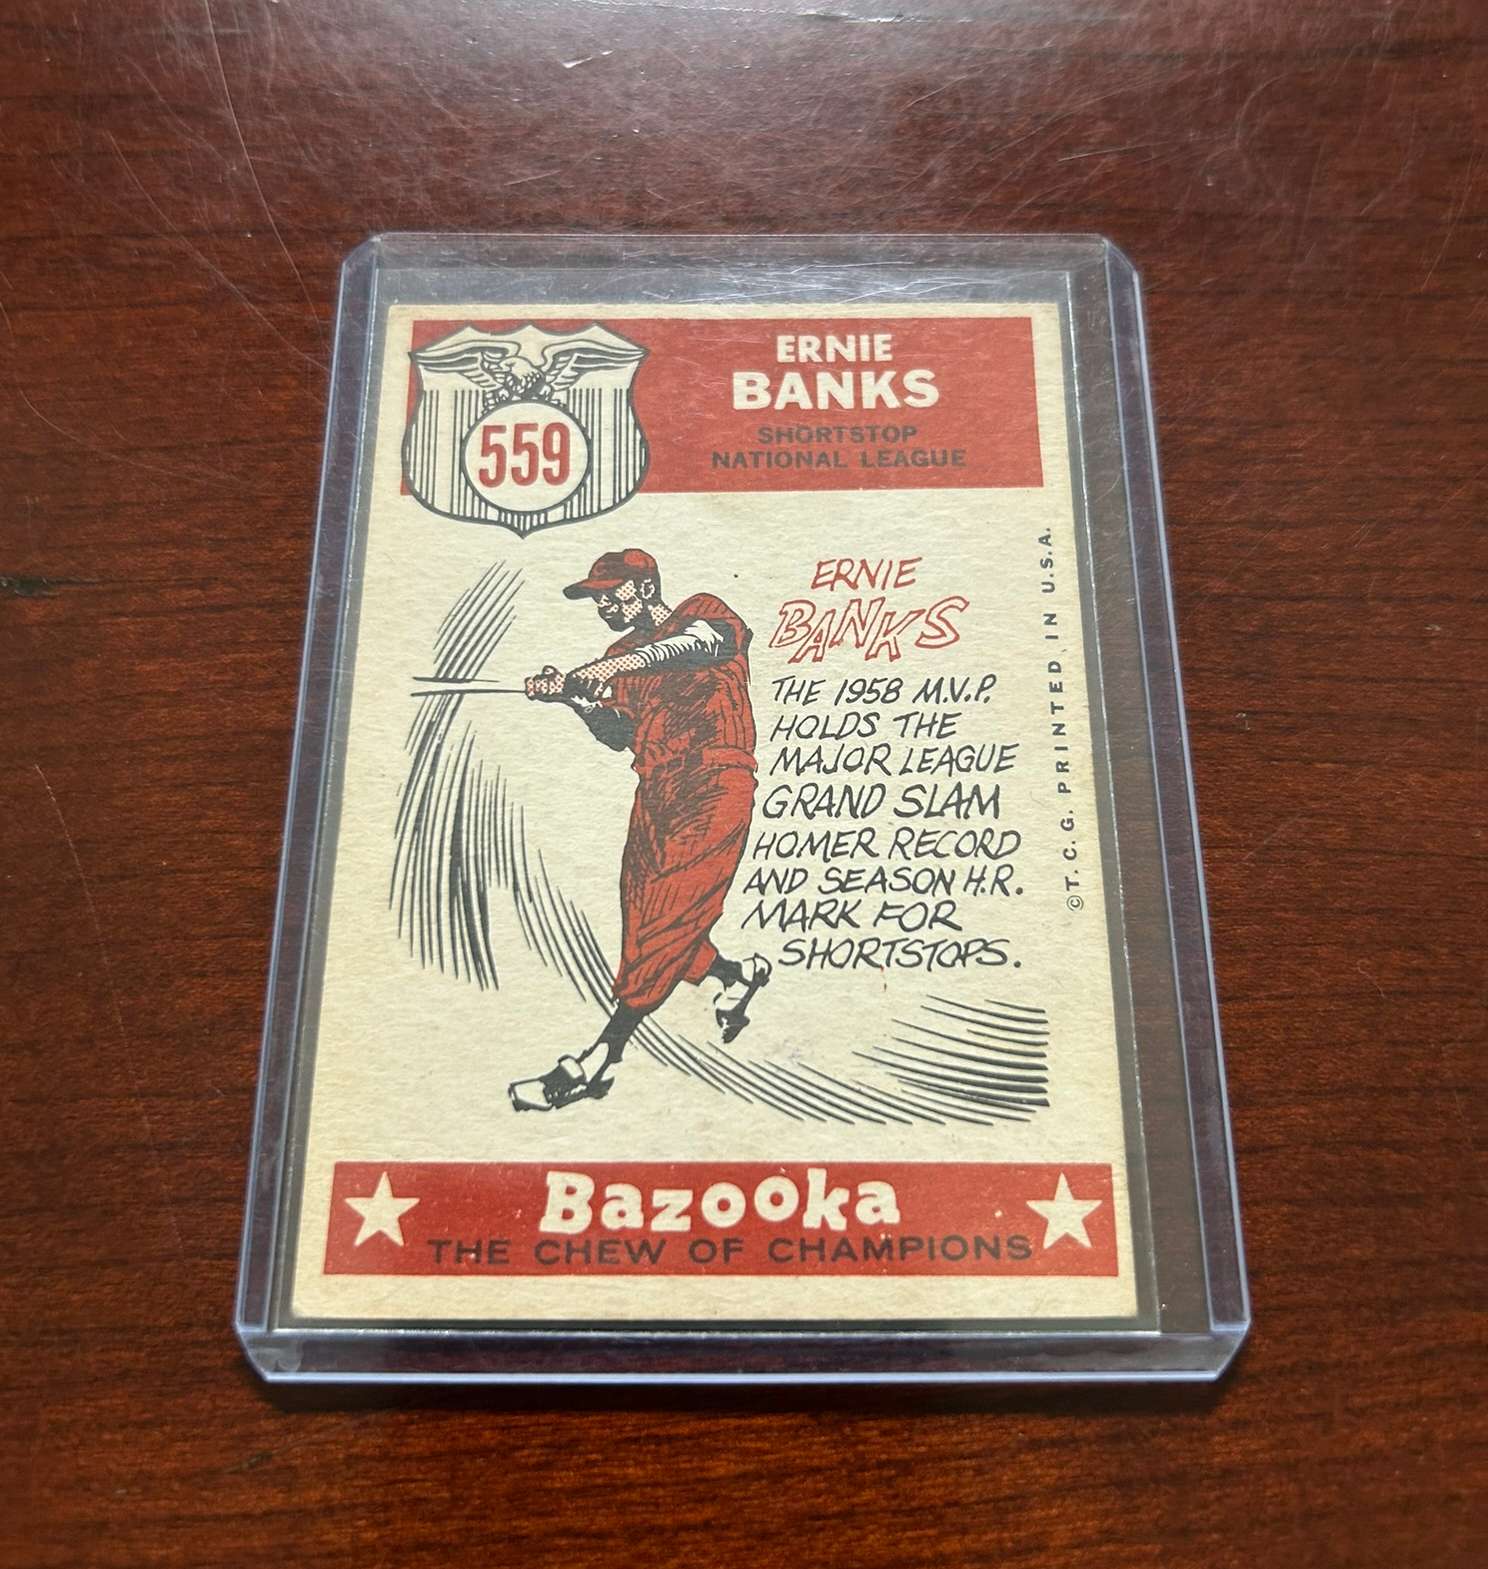 559
ERNIE
BANKS
SHORTSTOP
NATIONAL LEAGUE
ERNIE
BANKS
THE 1958 M.V.P.
HOLDS THE
MAJOR LEAGUE
GRAND SLAM
HOMER RECORD
AND SEASON H.R.
MARK FOR
SHORTSTOPS.
©T.C.G. PRINTED IN U.S.A.
Bazooka
THE CHEW OF CHAMPIONS